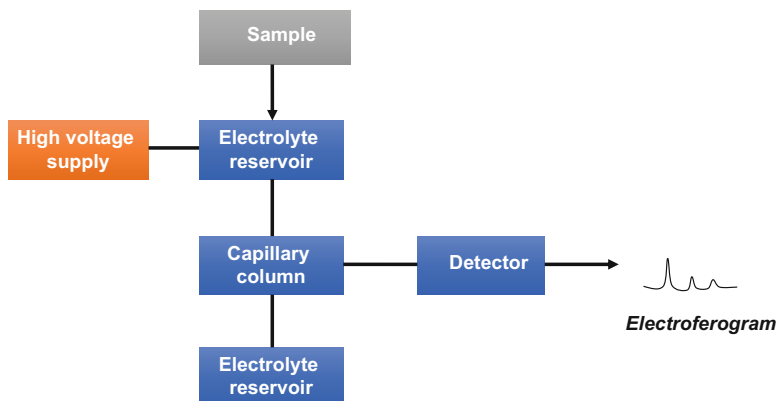 Sample
High voltage
supply
Electrolyte
reservoir
Capillary
column
Detector
Electroferogram
Electrolyte
reservoir